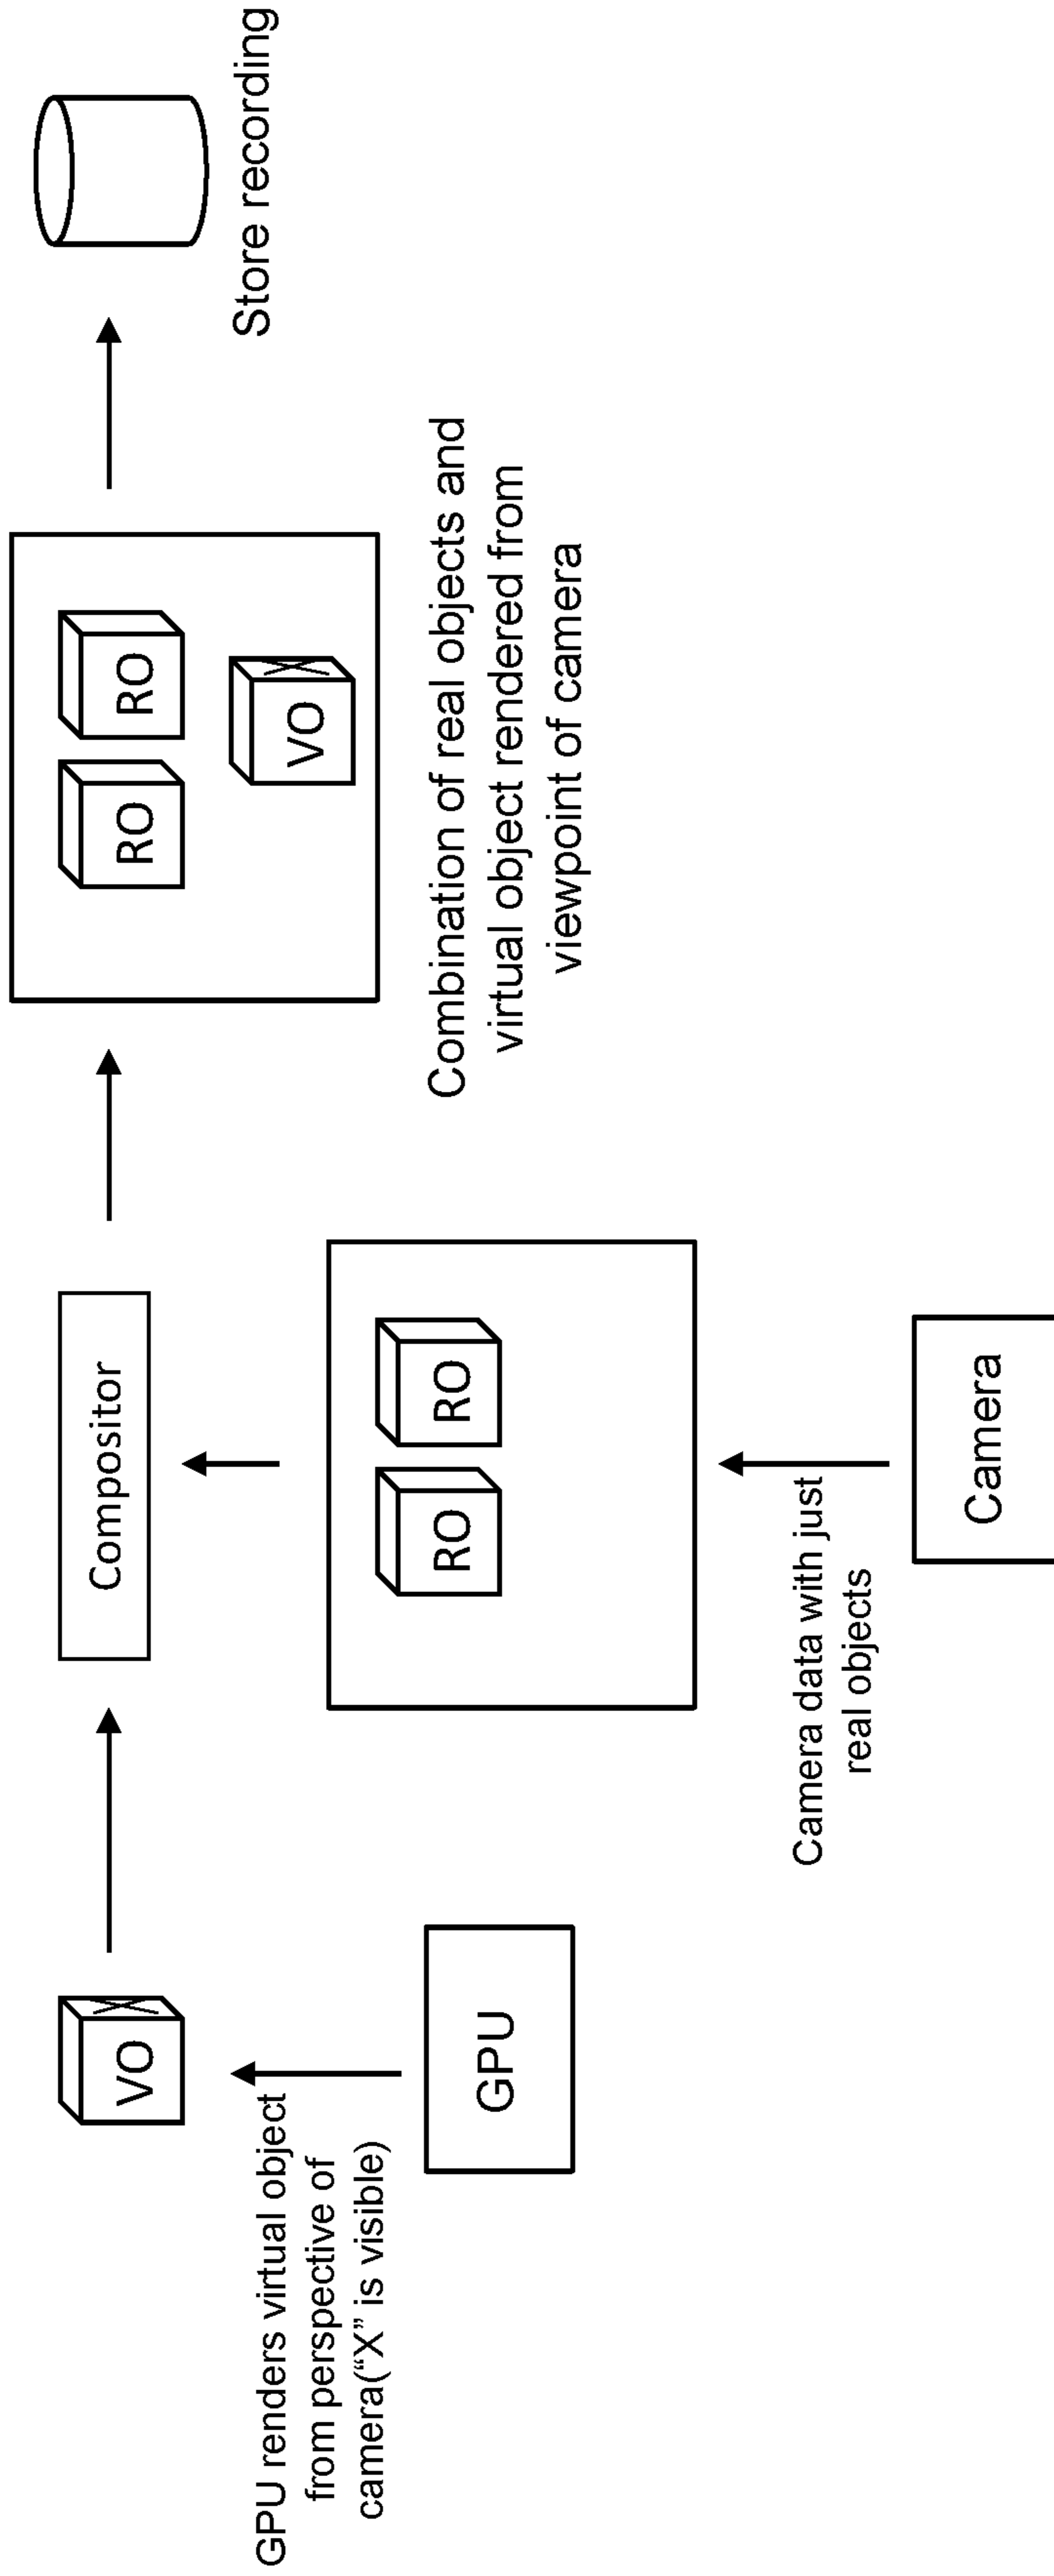 VO
GPU renders virtual object
from perspective of
camera(“X” is visible)
GPU
Compositor
RO
RO
Camera data with just
real objects
Camera
RO
RO
VO
Combination of real objects and
virtual object rendered from
viewpoint of camera
Store recording